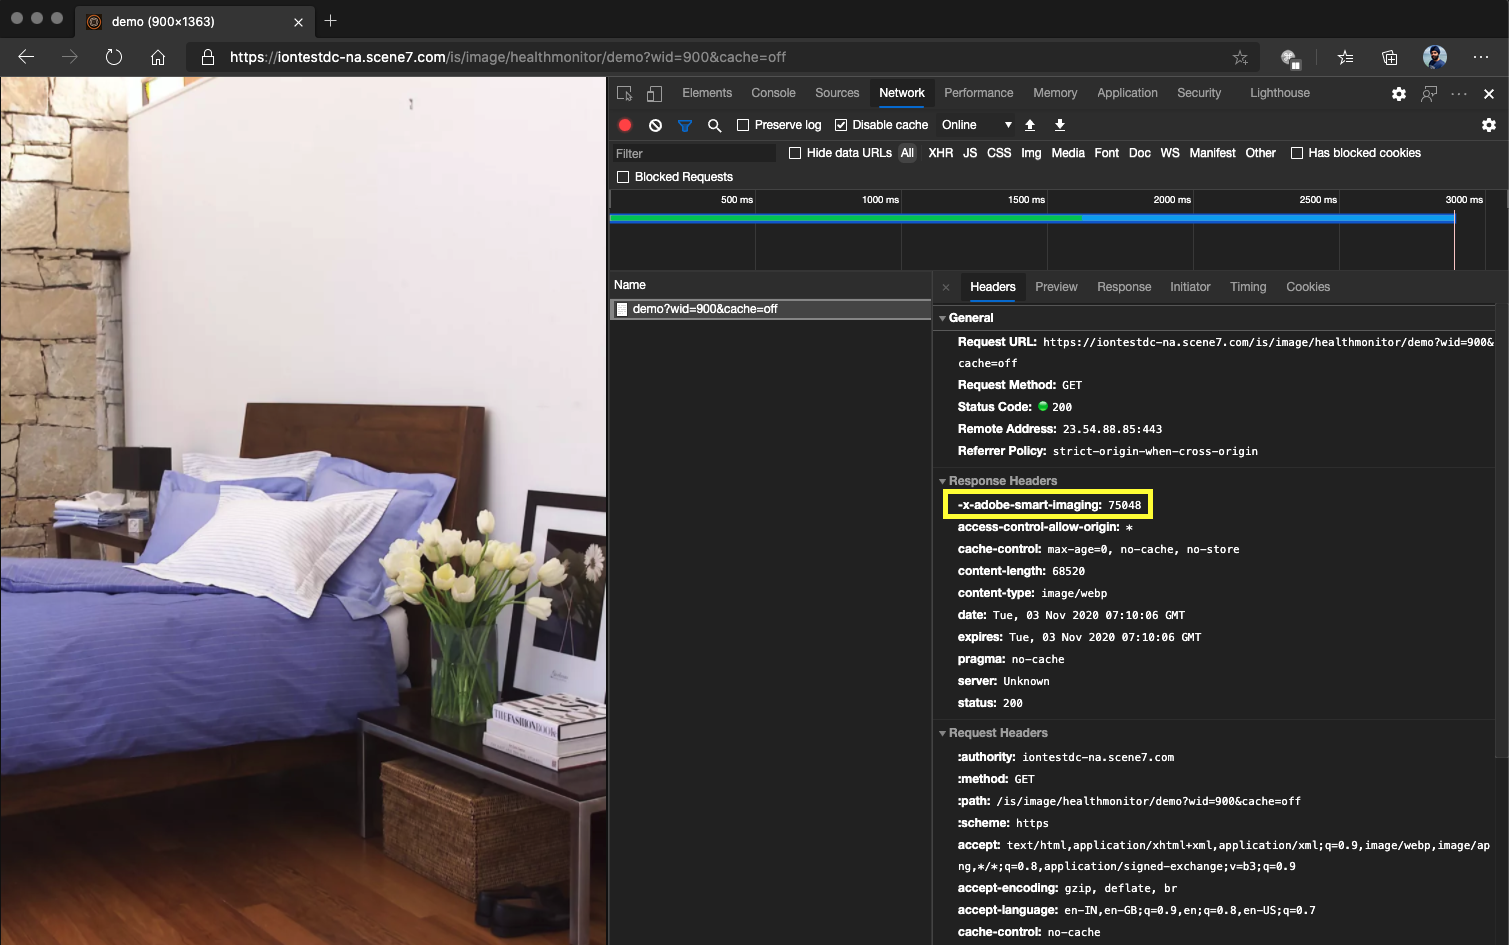 demo (900×1363)
https://iontestdc-na.scene7.com/is/image/healthmonitor/demo?wid=900&cache=off
Elements Console Sources Network Performance Memory Application Security Lighthouse
Preserve log Disable cache Online
Filter Hide data URLs All XHR JS CSS Img Media Font Doc WS Manifest Other Has blocked cookies
Blocked Requests
500 ms 1000 ms 1500 ms 2000 ms 2500 ms 3000 ms
Name
demo?wid=900&cache=off
Headers Preview Response Initiator Timing Cookies
General
Request URL: https://iontestdc-na.scene7.com/is/image/healthmonitor/demo?wid=900&
cache=off
Request Method: GET
Status Code: 200
Remote Address: 23.54.88.85:443
Referrer Policy: strict-origin-when-cross-origin
Response Headers
-x-adobe-smart-imaging: 75048
access-control-allow-origin: *
cache-control: max-age=0, no-cache, no-store
content-length: 68520
content-type: image/webp
date: Tue, 03 Nov 2020 07:10:06 GMT
expires: Tue, 03 Nov 2020 07:10:06 GMT
pragma: no-cache
server: Unknown
status: 200
Request Headers
:authority: iontestdc-na.scene7.com
:method: GET
:path: /is/image/healthmonitor/demo?wid=900&cache=off
:scheme: https
accept: text/html,application/xhtml+xml,application/xml;q=0.9,image/webp,image/ap
ng,*/*;q=0.8,application/signed-exchange;v=b3;q=0.9
accept-encoding: gzip, deflate, br
accept-language: en-IN,en-GB;q=0.9,en;q=0.8,en-US;q=0.7
cache-control: no-cache
THE FASHION BOOK